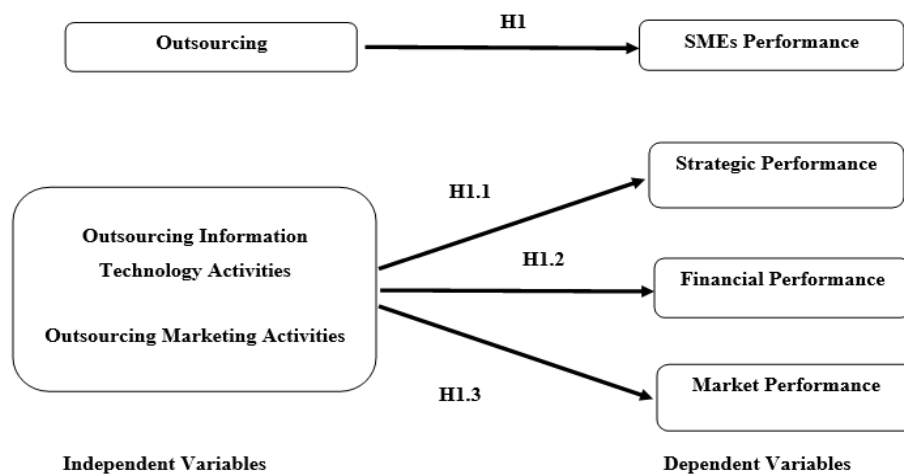 H1
Outsourcing
SMEs Performance
Strategic Performance
H1.1
Outsourcing Information
Technology Activities
H1.2
Financial Performance
Outsourcing Marketing Activities
Market Performance
H1.3
Independent Variables
Dependent Variables